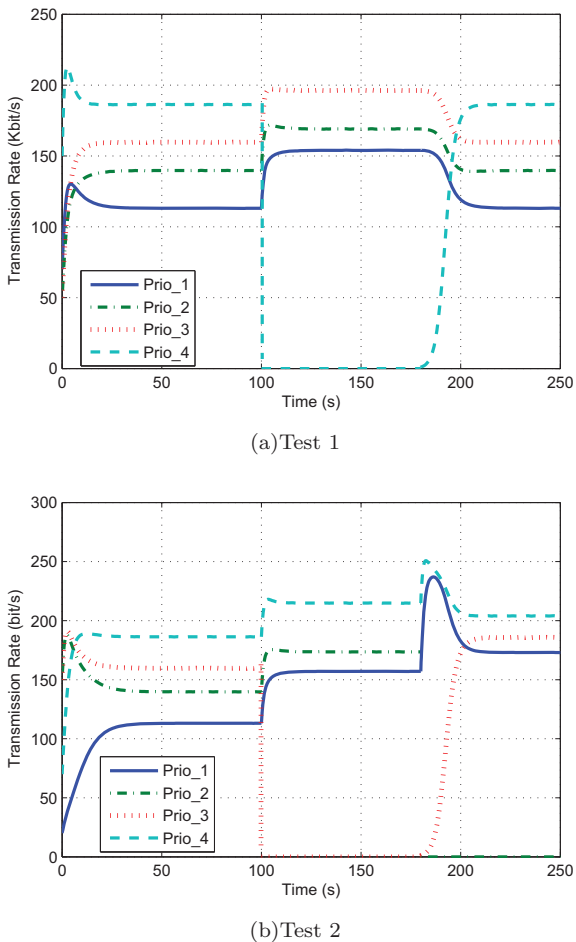 250
200
150
100
50
0
Transmission Rate (Kbit/s)
Prio_1
Prio_2
Prio_3
Prio_4
0 50 100 150 200 250
Time (s)
(a)Test 1
300
250
200
150
100
50
0
Transmission Rate (bit/s)
Prio_1
Prio_2
Prio_3
Prio_4
0 50 100 150 200 250
Time (s)
(b)Test 2